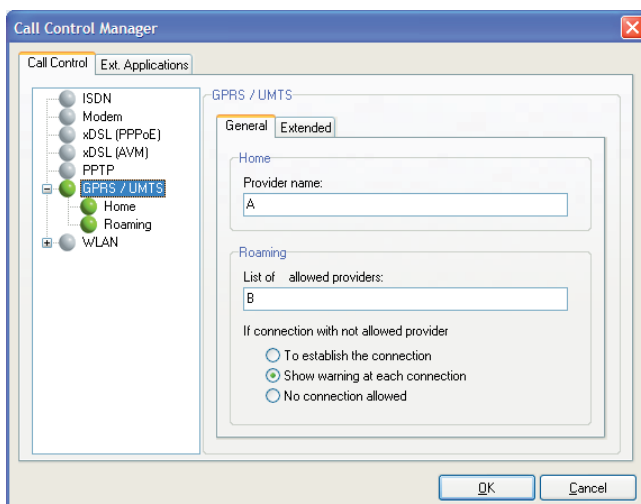 Call Control Manager
Call Control Ext. Applications
ISDN
Modem
xDSL (PPPoE)
xDSL (AVM)
PPTP
GPRS / UMTS
Home
Roaming
WLAN
GPRS / UMTS
General Extended
Home
Provider name:
A
Roaming
List of allowed providers:
B
If connection with not allowed provider
To establish the connection
Show warning at each connection
No connection allowed
OK Cancel